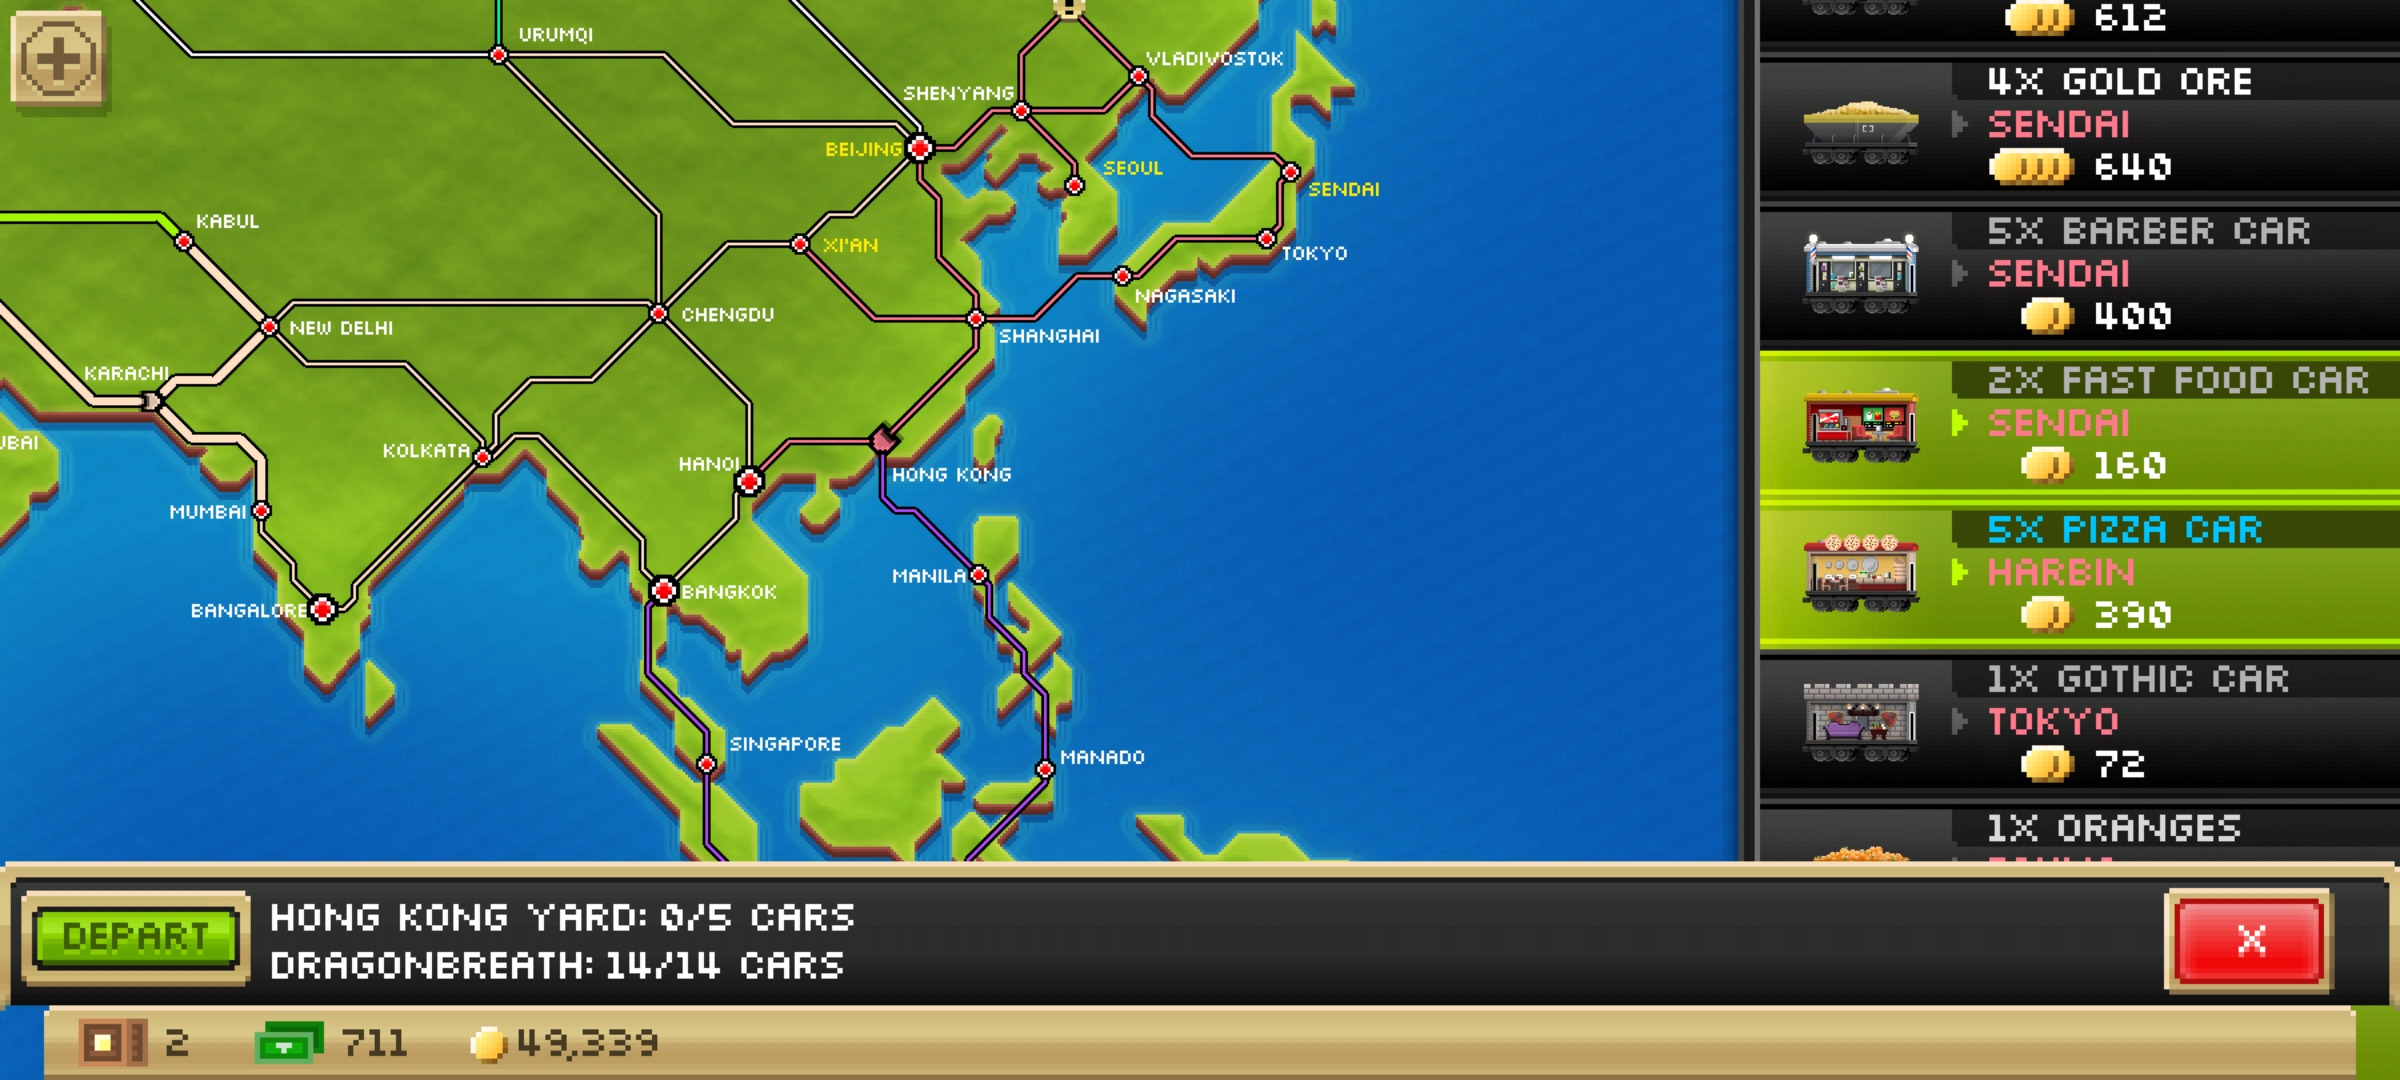 URUMQI
VLADIVOSTOK
SHENYANG
BEIJING
SEOUL
SENDAI
KABUL
XI'AN
TOKYO
NAGASAKI
NEW DELHI
CHENGDU
SHANGHAI
KARACHI
UBAI
KOLKATA
HANOI
HONG KONG
MUMBAI
MANILA
BANGALORE
BANGKOK
SINGAPORE
MANADO
612
4X GOLD ORE
SENDAI
640
5X BARBER CAR
SENDAI
400
2X FAST FOOD CAR
SENDAI
160
5X PIZZA CAR
HARBIN
390
1X GOTHIC CAR
TOKYO
72
1X ORANGES
DEPART
HONG KONG YARD: 0/5 CARS
DRAGONBREATH: 14/14 CARS
X
2
711
49,339